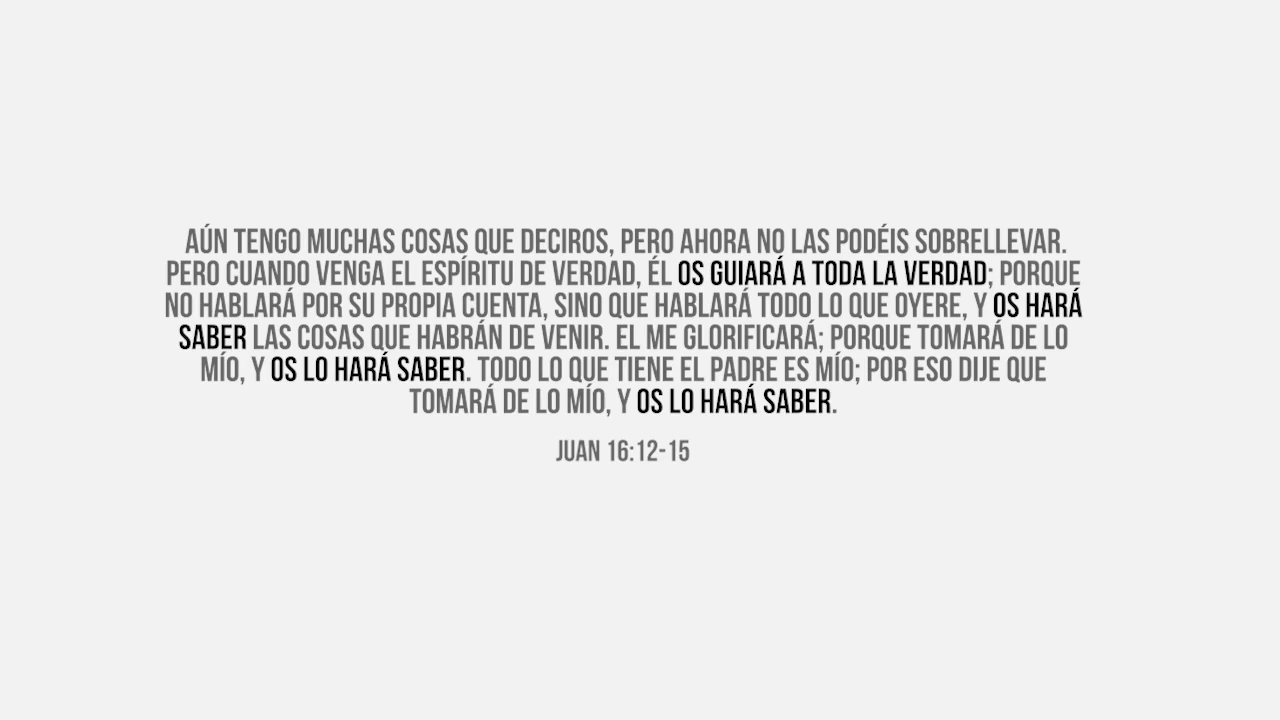 AÚN TENGO MUCHAS COSAS QUE DECIROS, PERO AHORA NO LAS PODÉIS SOBRELLEVAR.
PERO CUANDO VENGA EL ESPÍRITU DE VERDAD, ÉL OS GUIARÁ A TODA LA VERDAD; PORQUE
NO HABLARÁ POR SU PROPIA CUENTA, SINO QUE HABLARÁ TODO LO QUE OYERE, Y OS HARÁ
SABER LAS COSAS QUE HABRÁN DE VENIR. EL ME GLORIFICARÁ; PORQUE TOMARÁ DE LO
MÍO, Y OS LO HARÁ SABER. TODO LO QUE TIENE EL PADRE ES MÍO; POR ESO DIJE QUE
TOMARÁ DE LO MÍO, Y OS LO HARÁ SABER.
JUAN 16:12-15